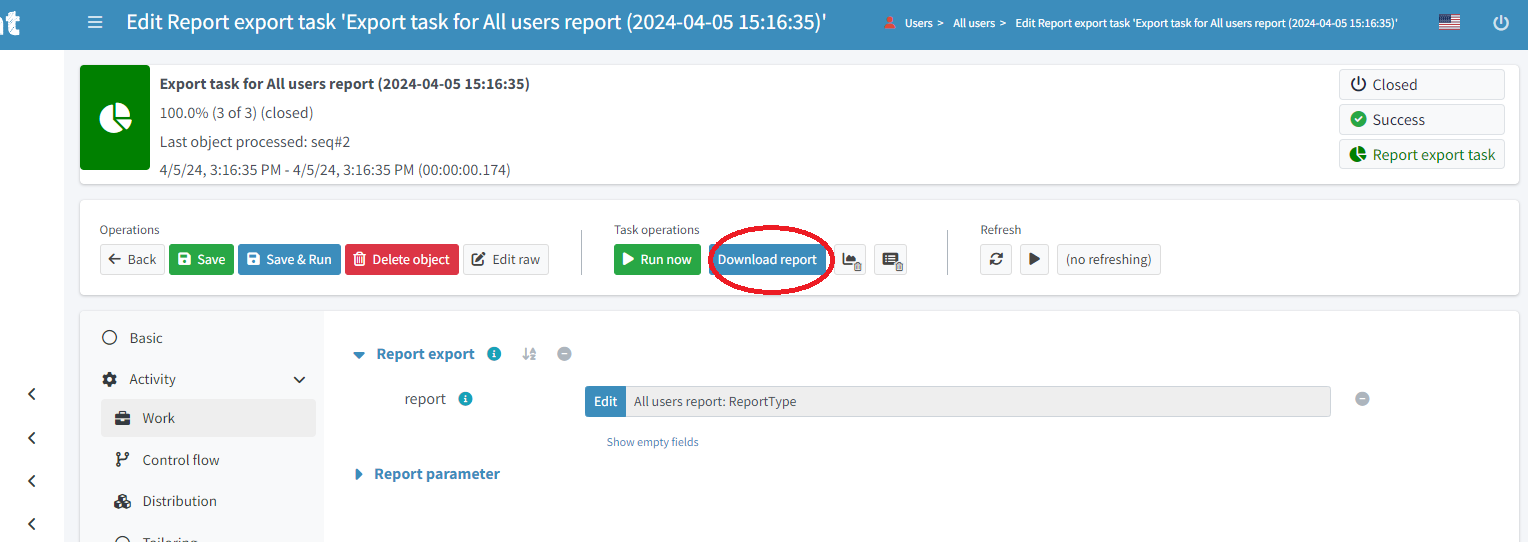 nt
Edit Report export task 'Export task for All users report (2024-04-05 15:16:35)'
Users > All users > Edit Report export task 'Export task for All users report (2024-04-05 15:16:35)'
Export task for All users report (2024-04-05 15:16:35)
100.0% (3 of 3) (closed)
Last object processed: seq#2
4/5/24, 3:16:35 PM - 4/5/24, 3:16:35 PM (00:00:00.174)
Closed
Success
Report export task
Operations
Back Save Save & Run Delete object Edit raw
Task operations
Run now Download report
Refresh
(no refreshing)
Basic
Activity
Work
Control flow
Distribution
Tailoring
Report export
report
Edit All users report: ReportType
Show empty fields
Report parameter